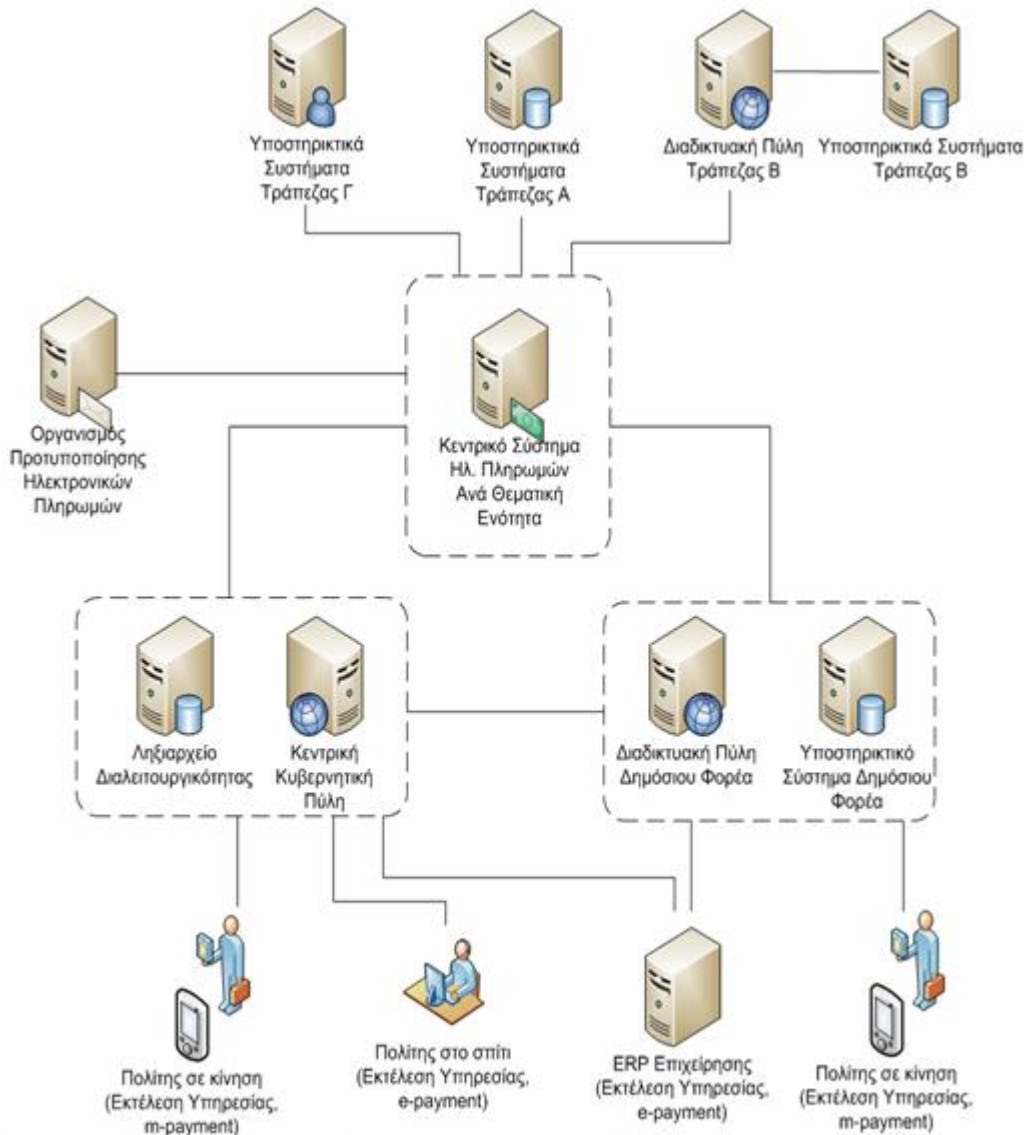 Υποστηρικτικά
Συστήματα
Τράπεζας Γ
Υποστηρικτικά
Συστήματα
Τράπεζας Α
Διαδικτυακή Πύλη
Τράπεζας Β
Υποστηρικτικά Συστήματα
Τράπεζας Β
Οργανισμός
Προτυποποίησης
Ηλεκτρονικών
Πληρωμών
Κεντρικό Σύστημα
Ηλ. Πληρωμών
Ανά Θεματική
Ενότητα
Ληξιαρχείο
Διαλειτουργικότητας
Κεντρική
Κυβερνητική
Πύλη
Διαδικτυακή Πύλη
Δημόσιου Φορέα
Υποστηρικτικό
Σύστημα Δημόσιου
Φορέα
Πολίτης σε κίνηση
(Εκτέλεση Υπηρεσίας,
m-payment)
Πολίτης στο σπίτι
(Εκτέλεση Υπηρεσίας,
e-payment)
ERP Επιχείρησης
(Εκτέλεση Υπηρεσίας,
e-payment)
Πολίτης σε κίνηση
(Εκτέλεση Υπηρεσίας,
m-payment)